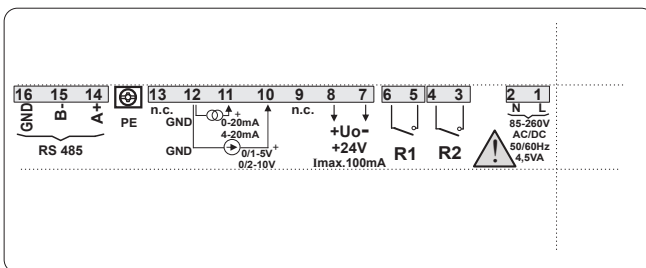 16 15 14 13 12 11 10 9 8 7 6 5 4 3 2 1
GND B- A+
RS 485
PE
n.c.
GND
0-20mA
4-20mA
+
GND
0/1-5V
0/2-10V
+
n.c.
+Uo-
+24V
Imax.100mA
R1
R2
N L
85-260V
AC/DC
50/60Hz
4,5VA